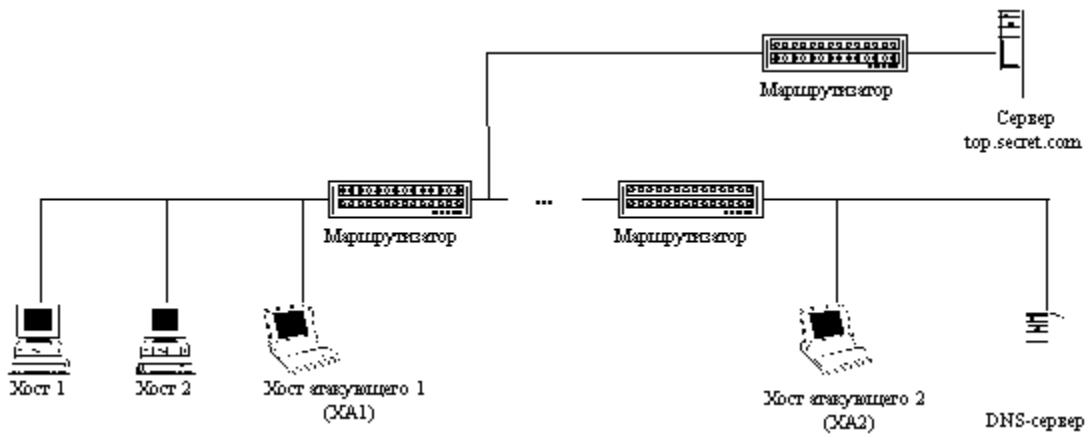 Маршрутизатор
Сервер
top.secret.com
Маршрутизатор
...
Маршрутизатор
Хост 1
Хост 2
Хост атакующего 1
(ХА1)
Хост атакующего 2
(ХА2)
DNS-сервер